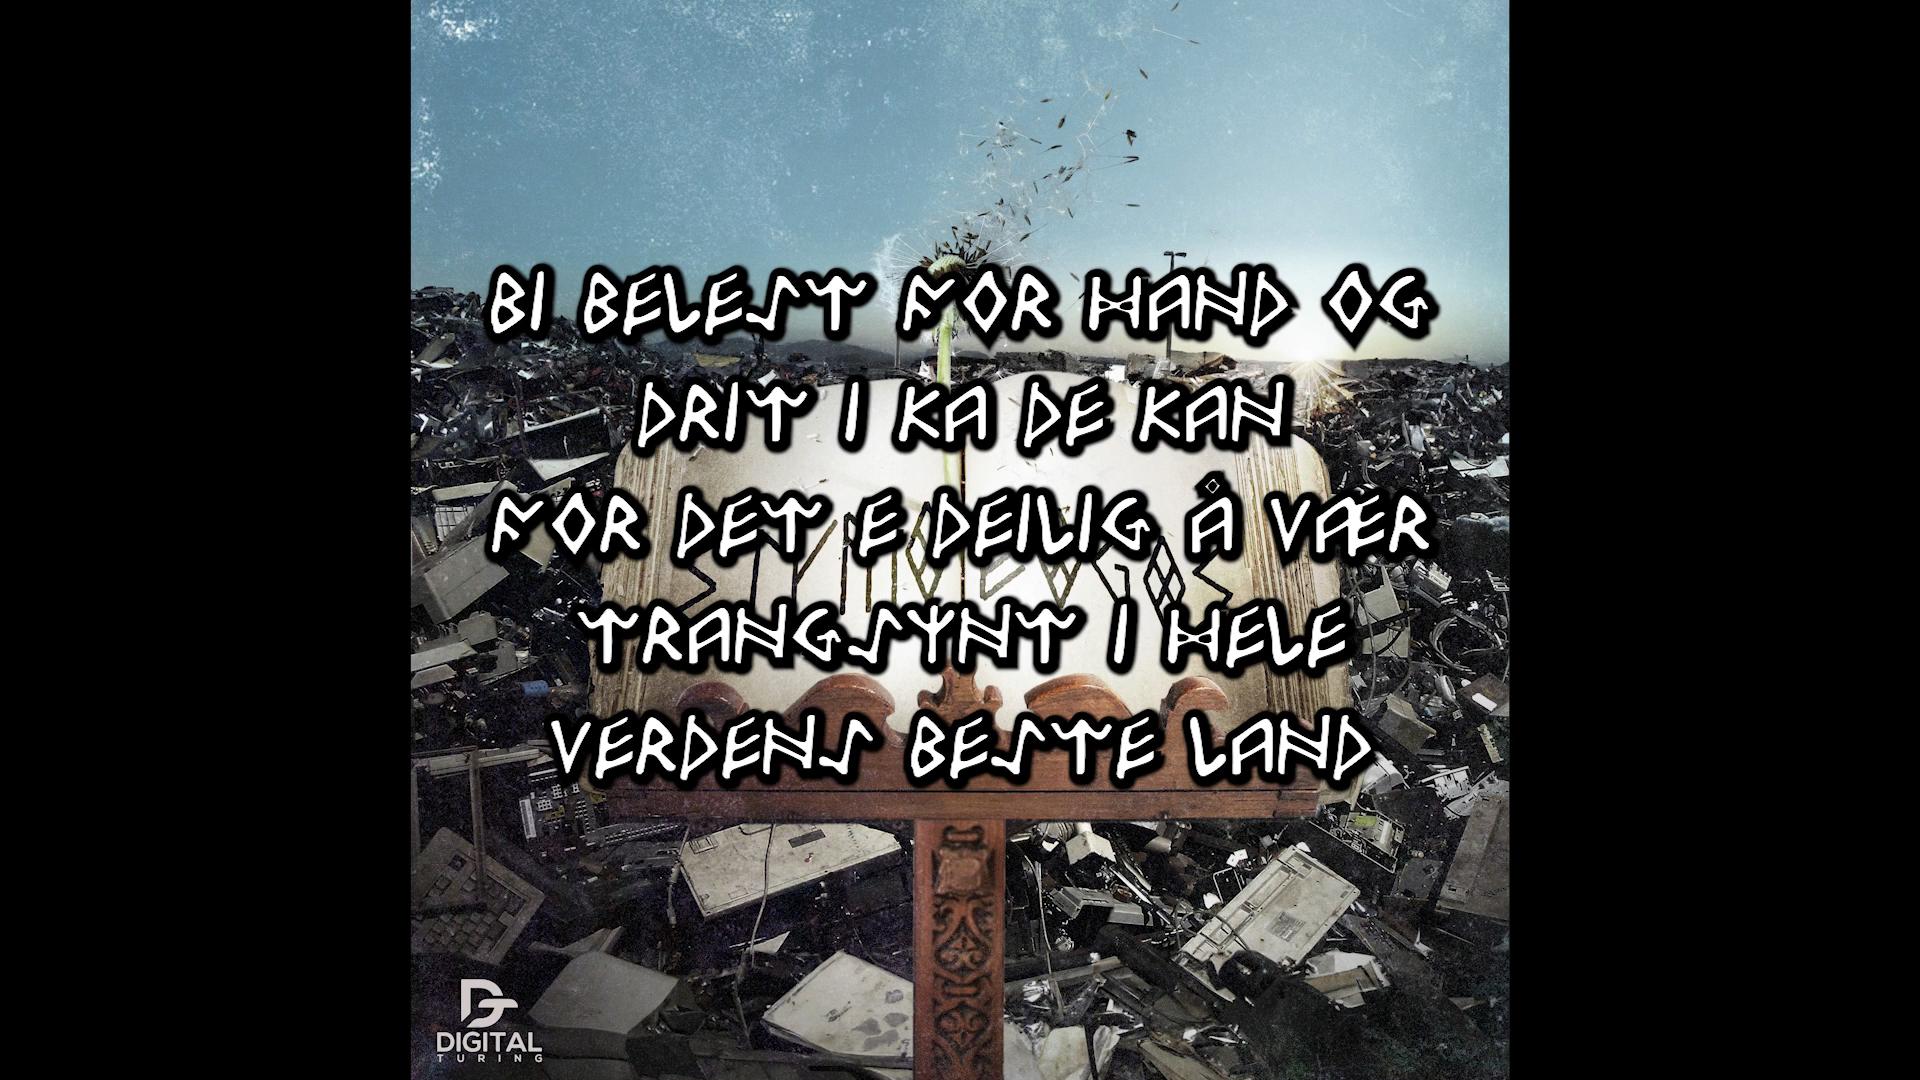 BI BELEST FOR HAND OG
DRIT I KA DE KAN
FOR DET E DEILIG Å VÆR
TRANGSYNT I HELE
VERDENS BESTE LAND
DIGITAL
TURING